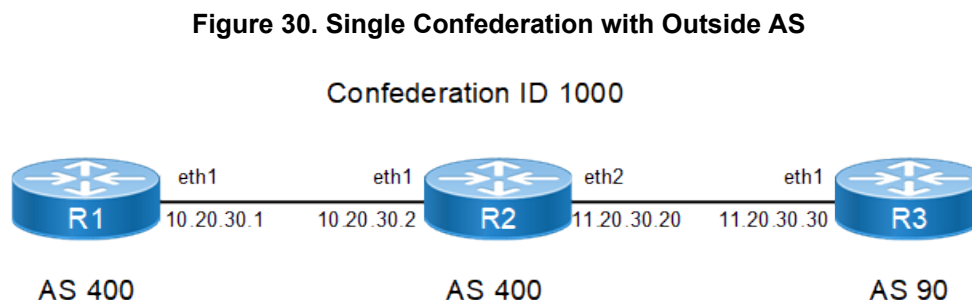 Figure 30. Single Confederation with Outside AS
Confederation ID 1000
eth1 eth1 eth2 eth1
R1 10.20.30.1 10.20.30.2 R2 11.20.30.20 11.20.30.30 R3
AS 400 AS 400 AS 90